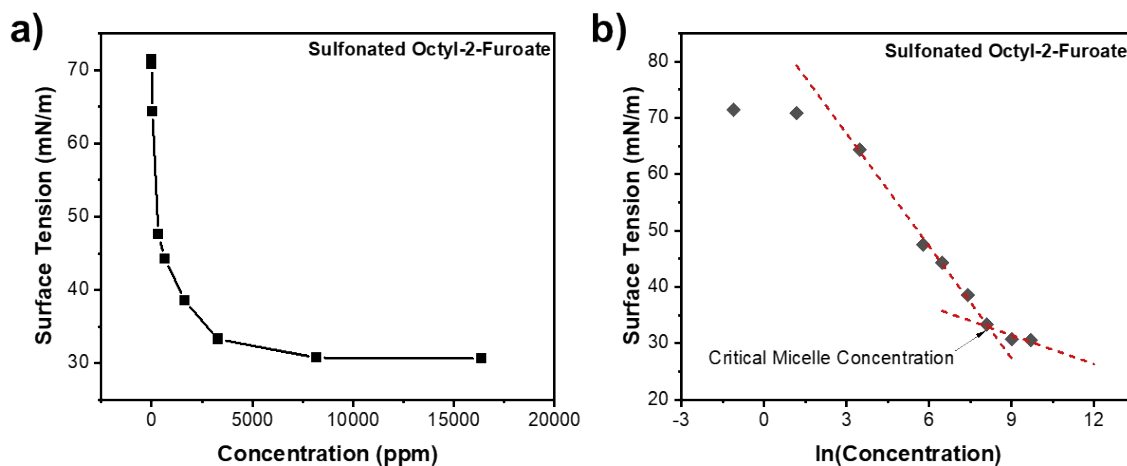 a)
Sulfonated Octyl-2-Furoate
70
60
50
40
30
Surface Tension (mN/m)
0
5000
10000
15000
20000
Concentration (ppm)
b)
Sulfonated Octyl-2-Furoate
80
70
60
50
40
30
20
Surface Tension (mN/m)
Critical Micelle Concentration
-3
0
3
6
9
12
ln(Concentration)